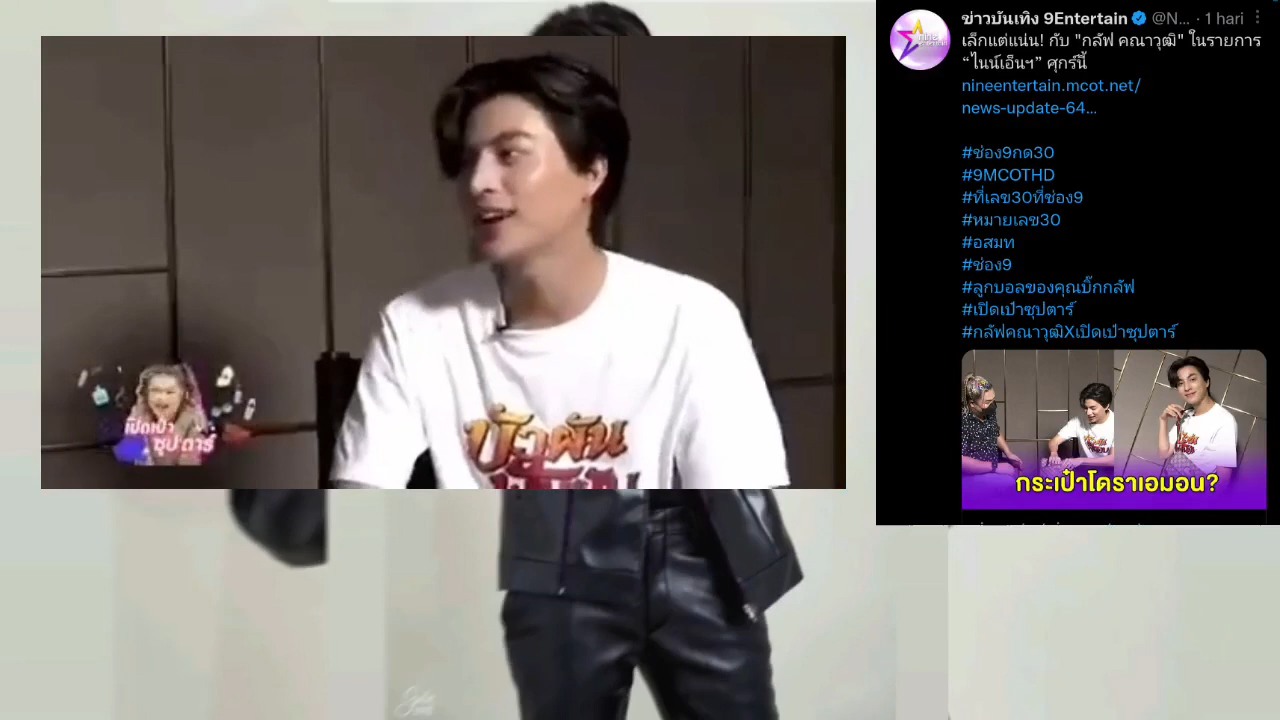 ข่าวบันเทิง 9Entertain @N... · 1 hari
เล็กแต่แน่น! กับ "กลัฟ คณาวุฒิ" ในรายการ
“ไนน์เอ็นฯ” ศุกร์นี้
nineentertain.mcot.net/
news-update-64...
#ช่อง9กด30
#9MCOTHD
#ที่เลข30ที่ช่อง9
#หมายเลข30
#อสมท
#ช่อง9
#ลูกบอลของคุณบิ๊กกลัฟ
#เปิดเป๋าซุปตาร์
#กลัฟคณาวุฒิXเปิดเป๋าซุปตาร์
กระเป๋าโดราเอมอน?
บัวผัน
เปิดเป๋า
ซุปตาร์